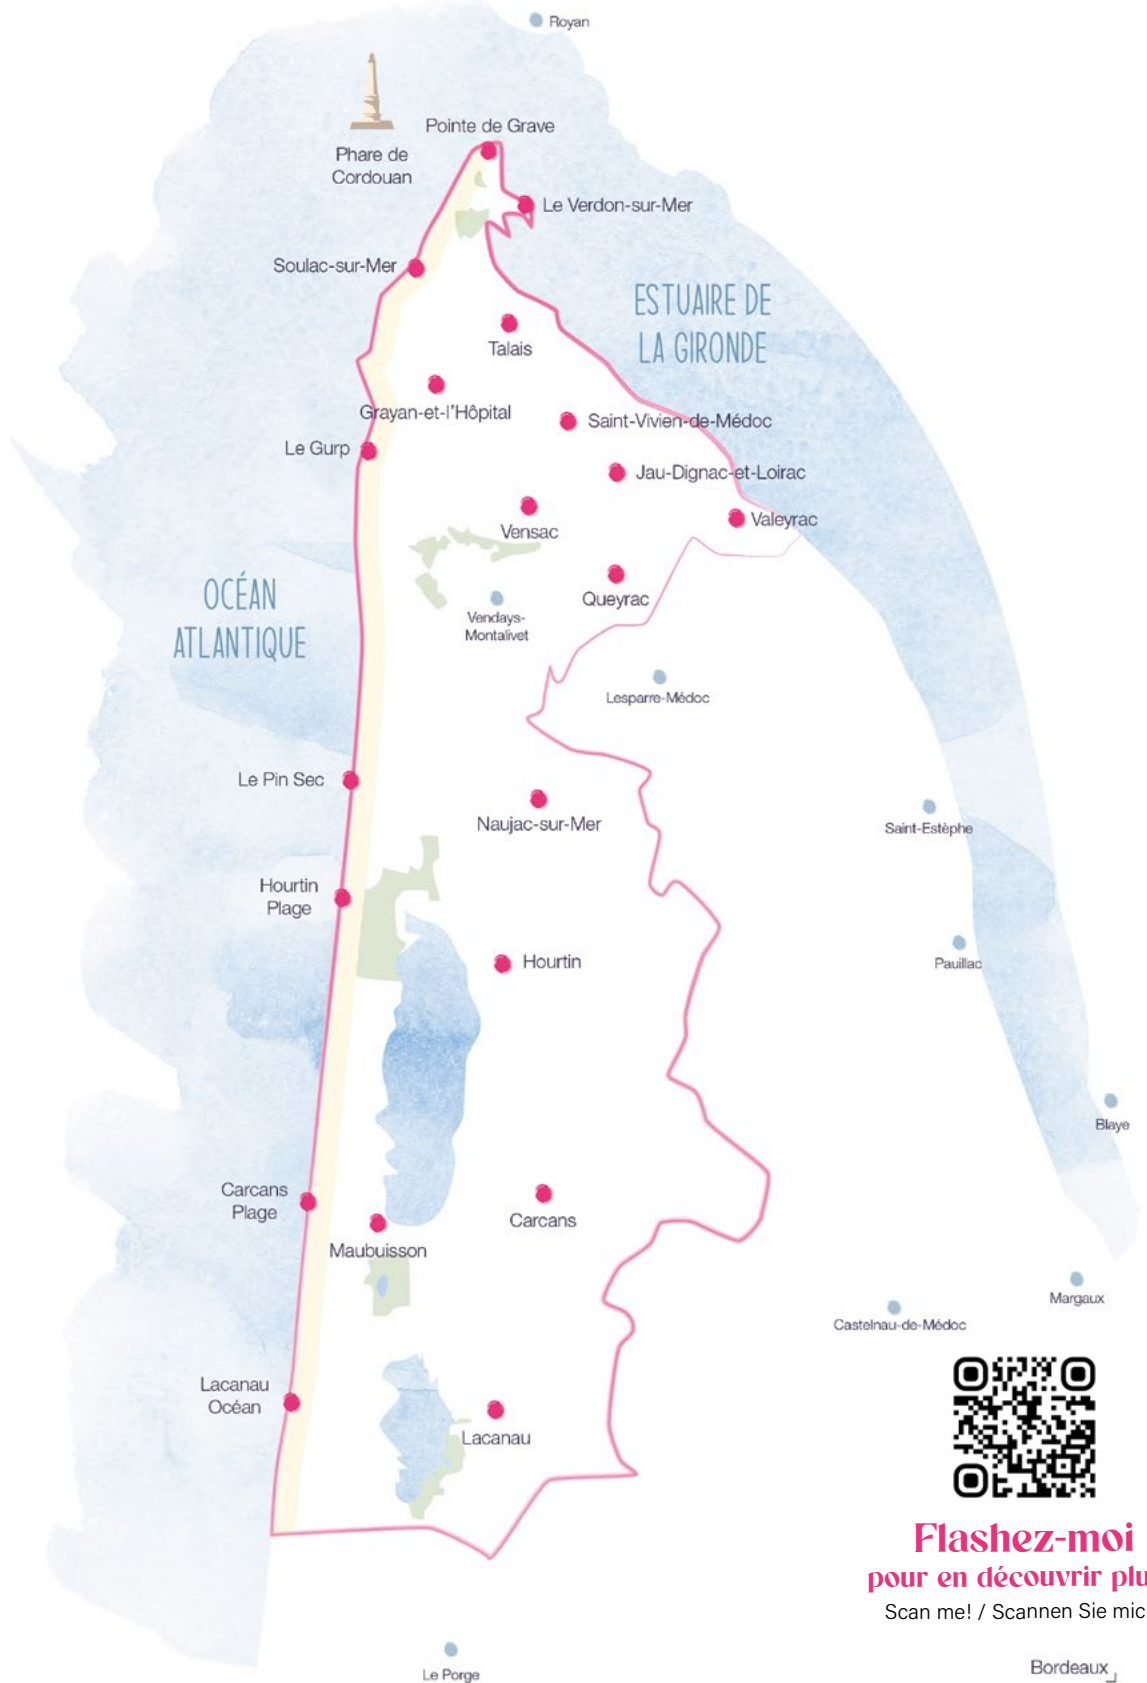 Royan
Pointe de Grave
Phare de
Cordouan
Le Verdon-sur-Mer
Soulac-sur-Mer
ESTUAIRE DE
LA GIRONDE
Talais
Grayan-et-l'Hôpital
Saint-Vivien-de-Médoc
Le Gurp
Jau-Dignac-et-Loirac
Vensac
Valeyrac
OCÉAN
ATLANTIQUE
Queyrac
Vendays-
Montalivet
Lesparre-Médoc
Le Pin Sec
Naujac-sur-Mer
Saint-Estèphe
Hourtin
Plage
Hourtin
Pauillac
Blaye
Carcans
Plage
Carcans
Maubuisson
Margaux
Castelnau-de-Médoc
Lacanau
Océan
Lacanau
Flashez-moi
pour en découvrir plu
Scan me! / Scannen Sie mic
Le Porge
Bordeaux